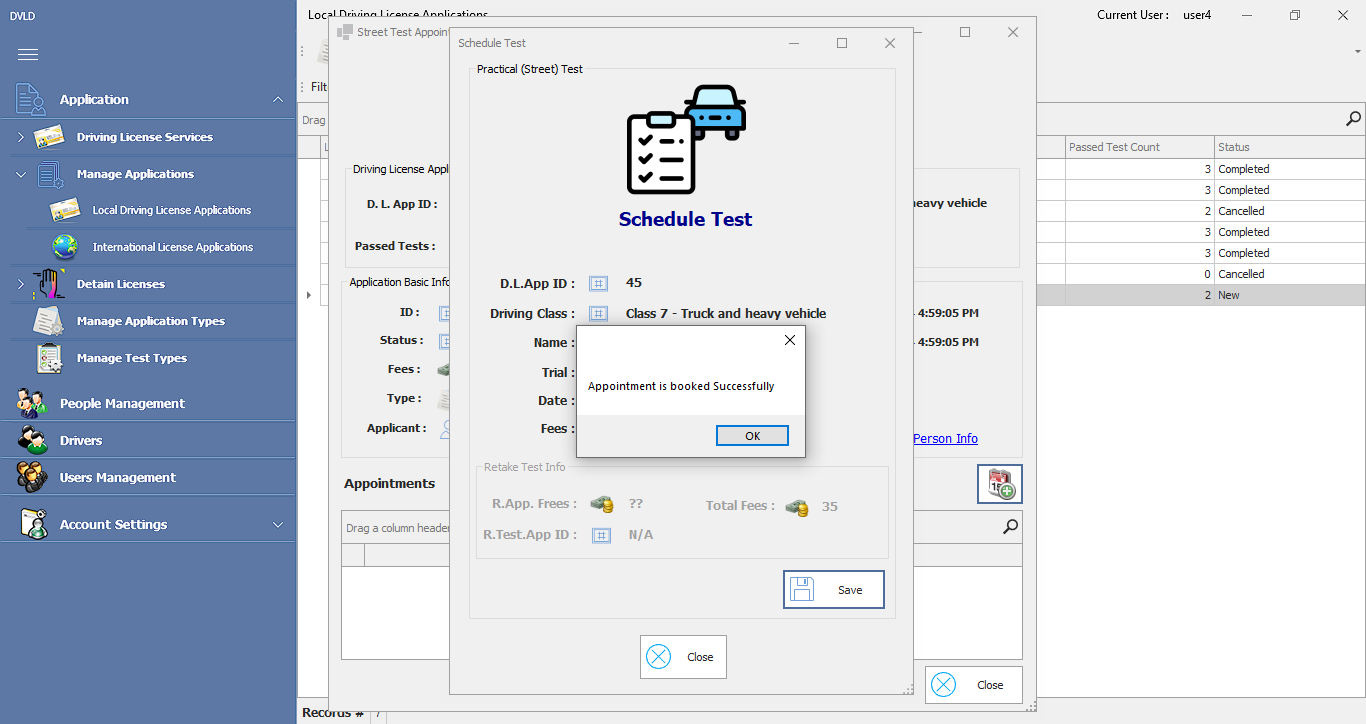 DVLD
Local Driving License Applications
Current User : user4
Street Test Appoin
Schedule Test
Practical (Street) Test
Filt
Application
Drag
Driving License Services
L
Passed Test Count
Status
Manage Applications
Local Driving License Applications
International License Applications
Detain Licenses
Manage Application Types
Manage Test Types
People Management
Drivers
Users Management
Account Settings
3 Completed
3 Completed
2 Cancelled
3 Completed
3 Completed
0 Cancelled
2 New
Driving License Appl
D. L. App ID :
heavy vehicle
Passed Tests :
Application Basic Info
ID :
4:59:05 PM
Status :
4:59:05 PM
Fees :
Type :
Applicant :
Person Info
Appointments
15
Drag a column header
Schedule Test
D.L.App ID : 45
Driving Class : Class 7 - Truck and heavy vehicle
Name :
Trial :
Date :
Fees :
Appointment is booked Successfully
OK
Retake Test Info
R.App. Frees : ??
Total Fees : 35
R.Test.App ID : N/A
Save
Close
Close
Records # 7